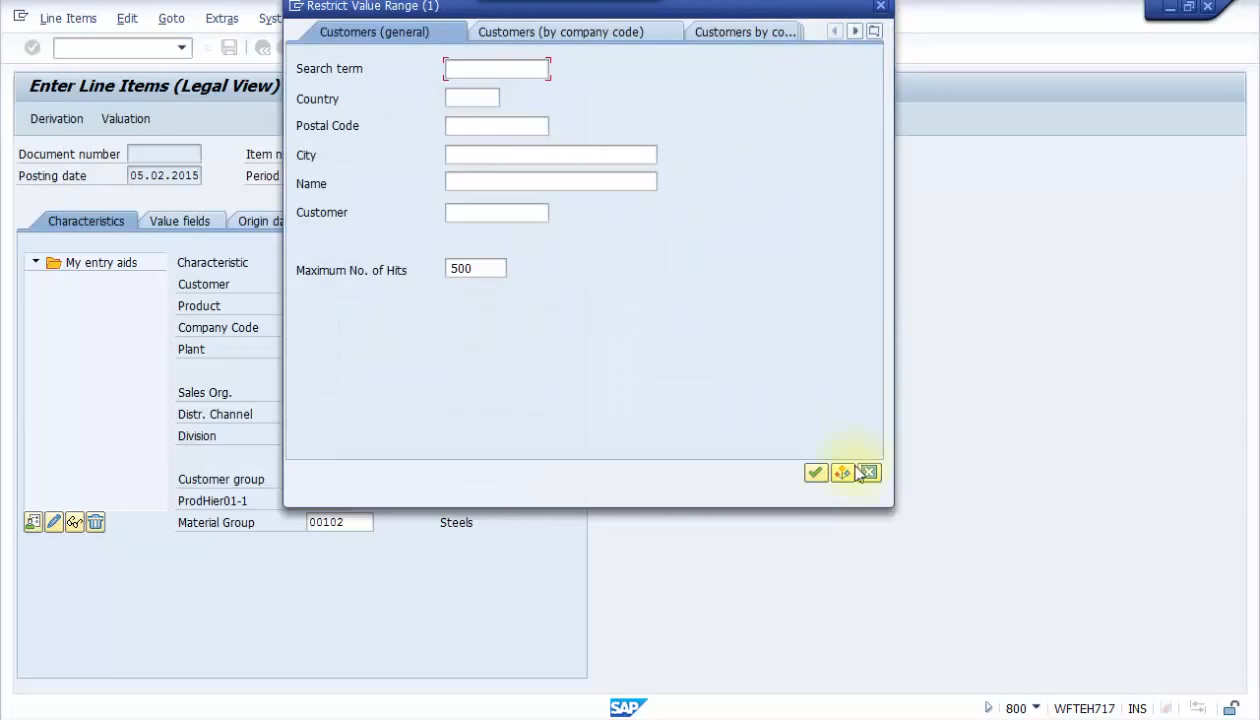 Restrict Value Range (1)
Line Items Edit Goto Extras Syst
Customers (general) Customers (by company code) Customers by co...
Enter Line Items (Legal View)
Derivation Valuation
Document number Item n
Posting date 05.02.2015 Period
Characteristics Value fields Origin da
My entry aids
Characteristic
Customer
Product
Company Code
Plant
Sales Org.
Distr. Channel
Division
Customer group
ProdHier01-1
Material Group 00102 Steels
Search term
Country
Postal Code
City
Name
Customer
Maximum No. of Hits 500
SAP 800 WFTEH717 INS